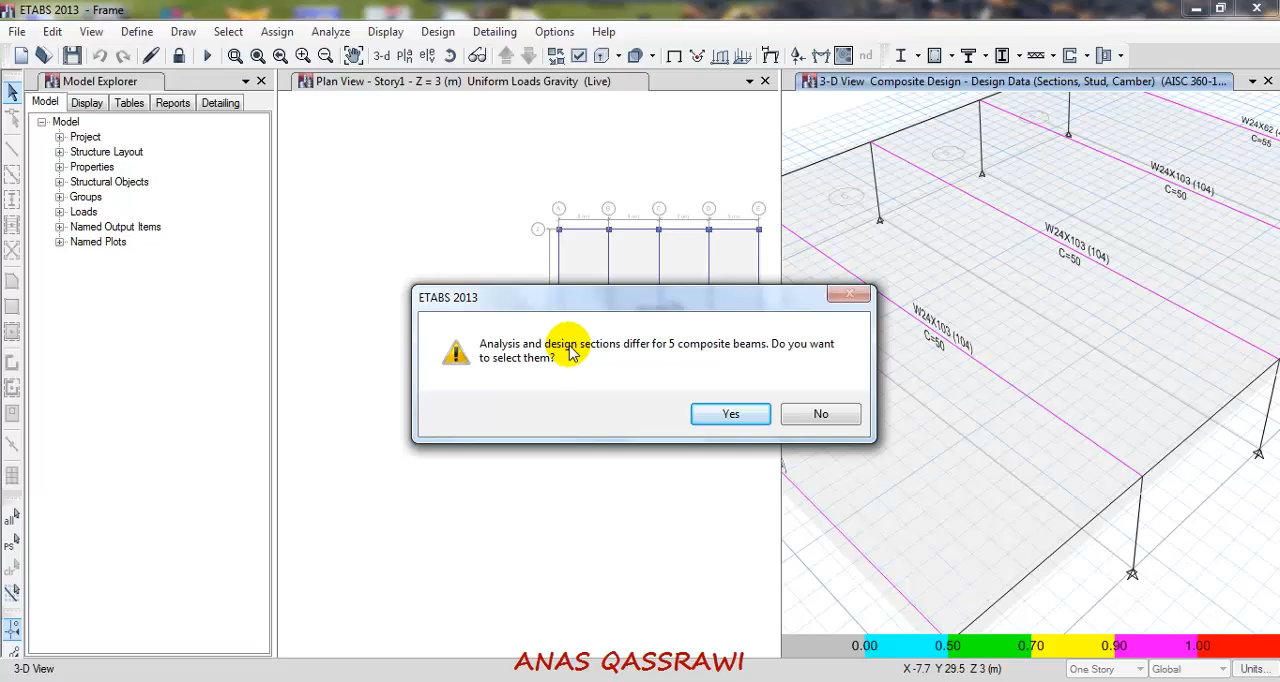 ETABS 2013 - Frame
File Edit View Define Draw Select Assign Analyze Display Design Detailing Options Help
3-d
nd
Model Explorer
Plan View - Story1 - Z = 3 (m) Uniform Loads Gravity (Live)
3-D View Composite Design - Design Data (Sections, Stud, Camber) (AISC 360-1...
Model Display Tables Reports Detailing
Model
Project
Structure Layout
Properties
Structural Objects
Groups
Loads
Named Output Items
Named Plots
A B C D E
W24X62
C=55
W24X103 (104)
C=50
W24X103 (104)
C=50
W24X103 (104)
C=50
ETABS 2013
Analysis and design sections differ for 5 composite beams. Do you want
to select them?
Yes No
all
PS
clr
0.00 0.50 0.70 0.90 1.00
3-D View
ANAS QASSRAWI
X -7.7 Y 29.5 Z 3 (m)
One Story
Global
Units...